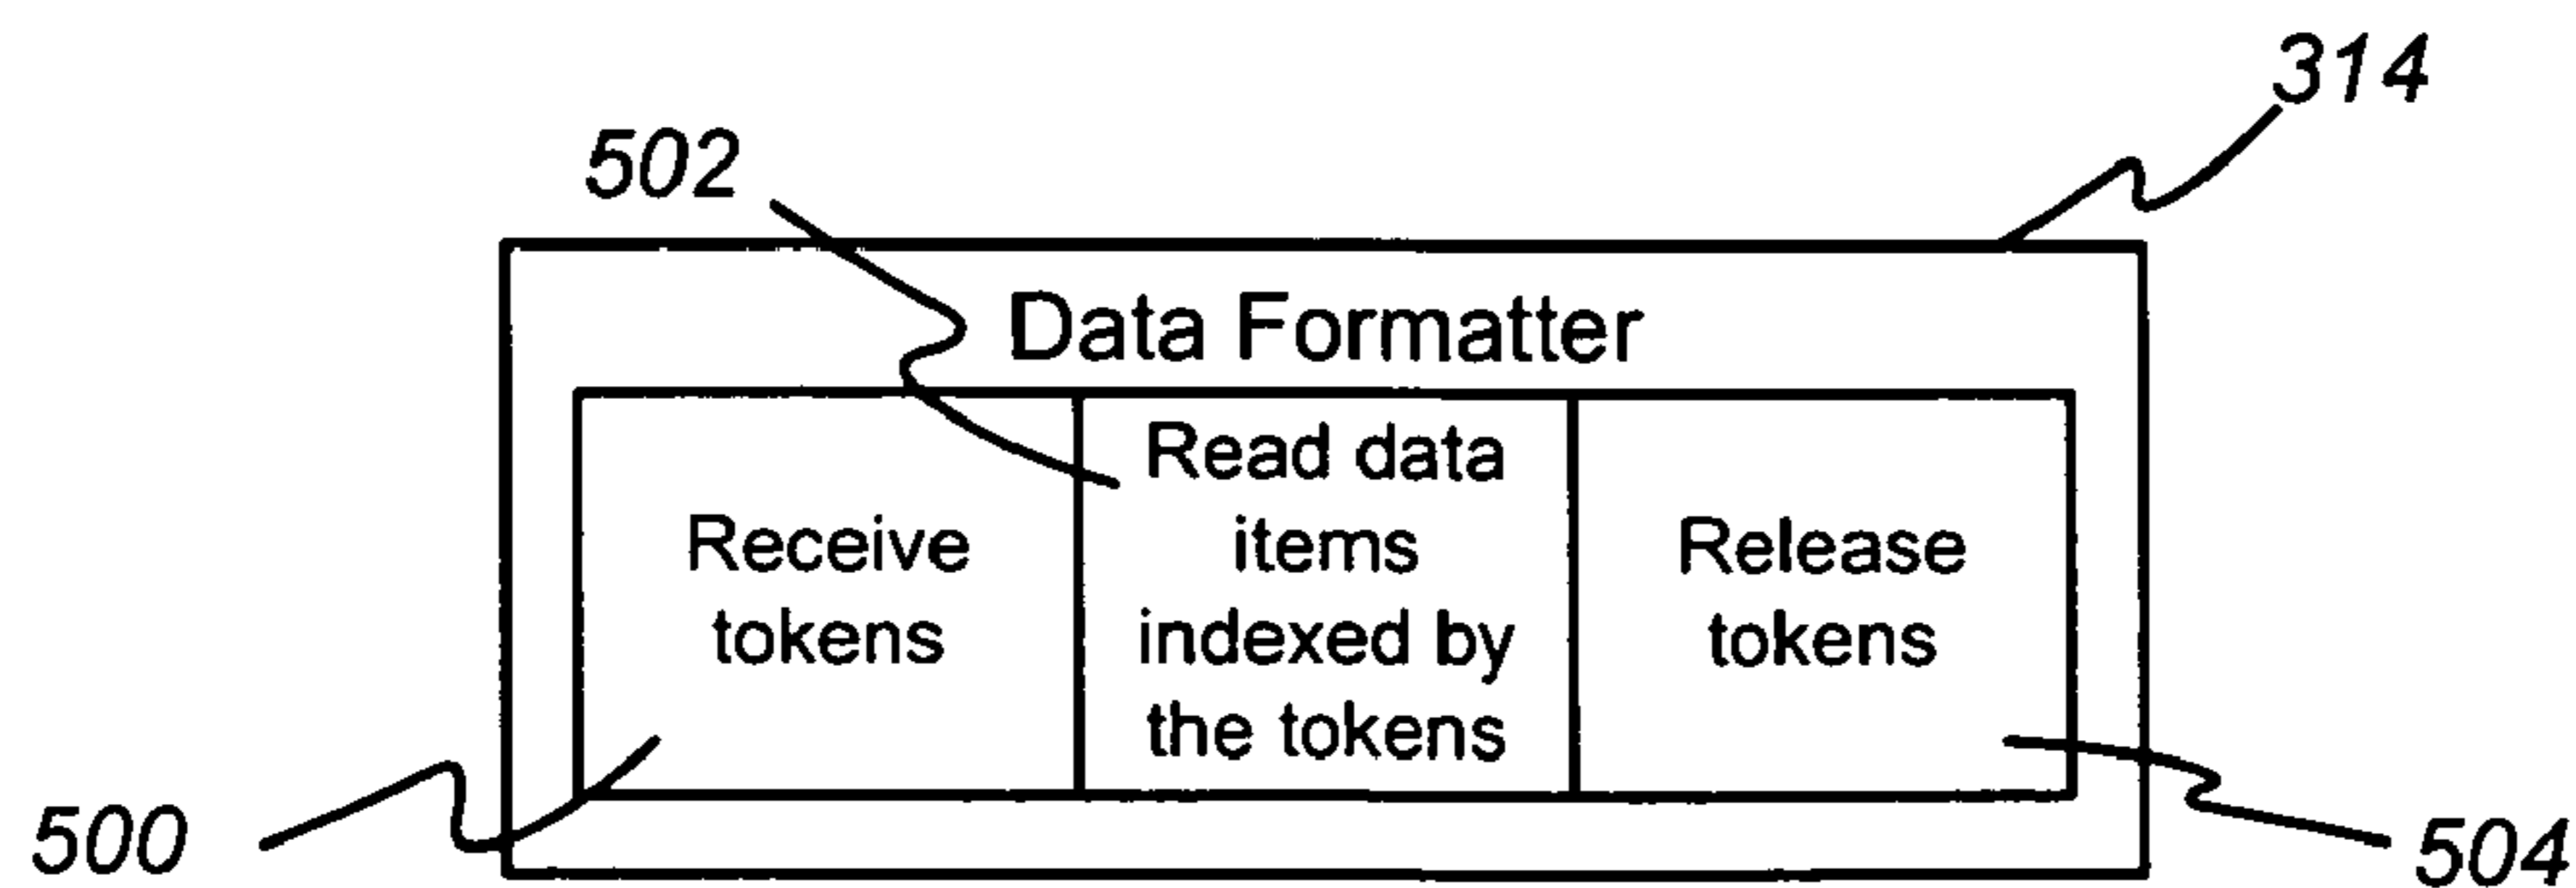 314
502
Data Formatter
Receive
tokens
Read data
items
indexed by
the tokens
Release
tokens
500
504